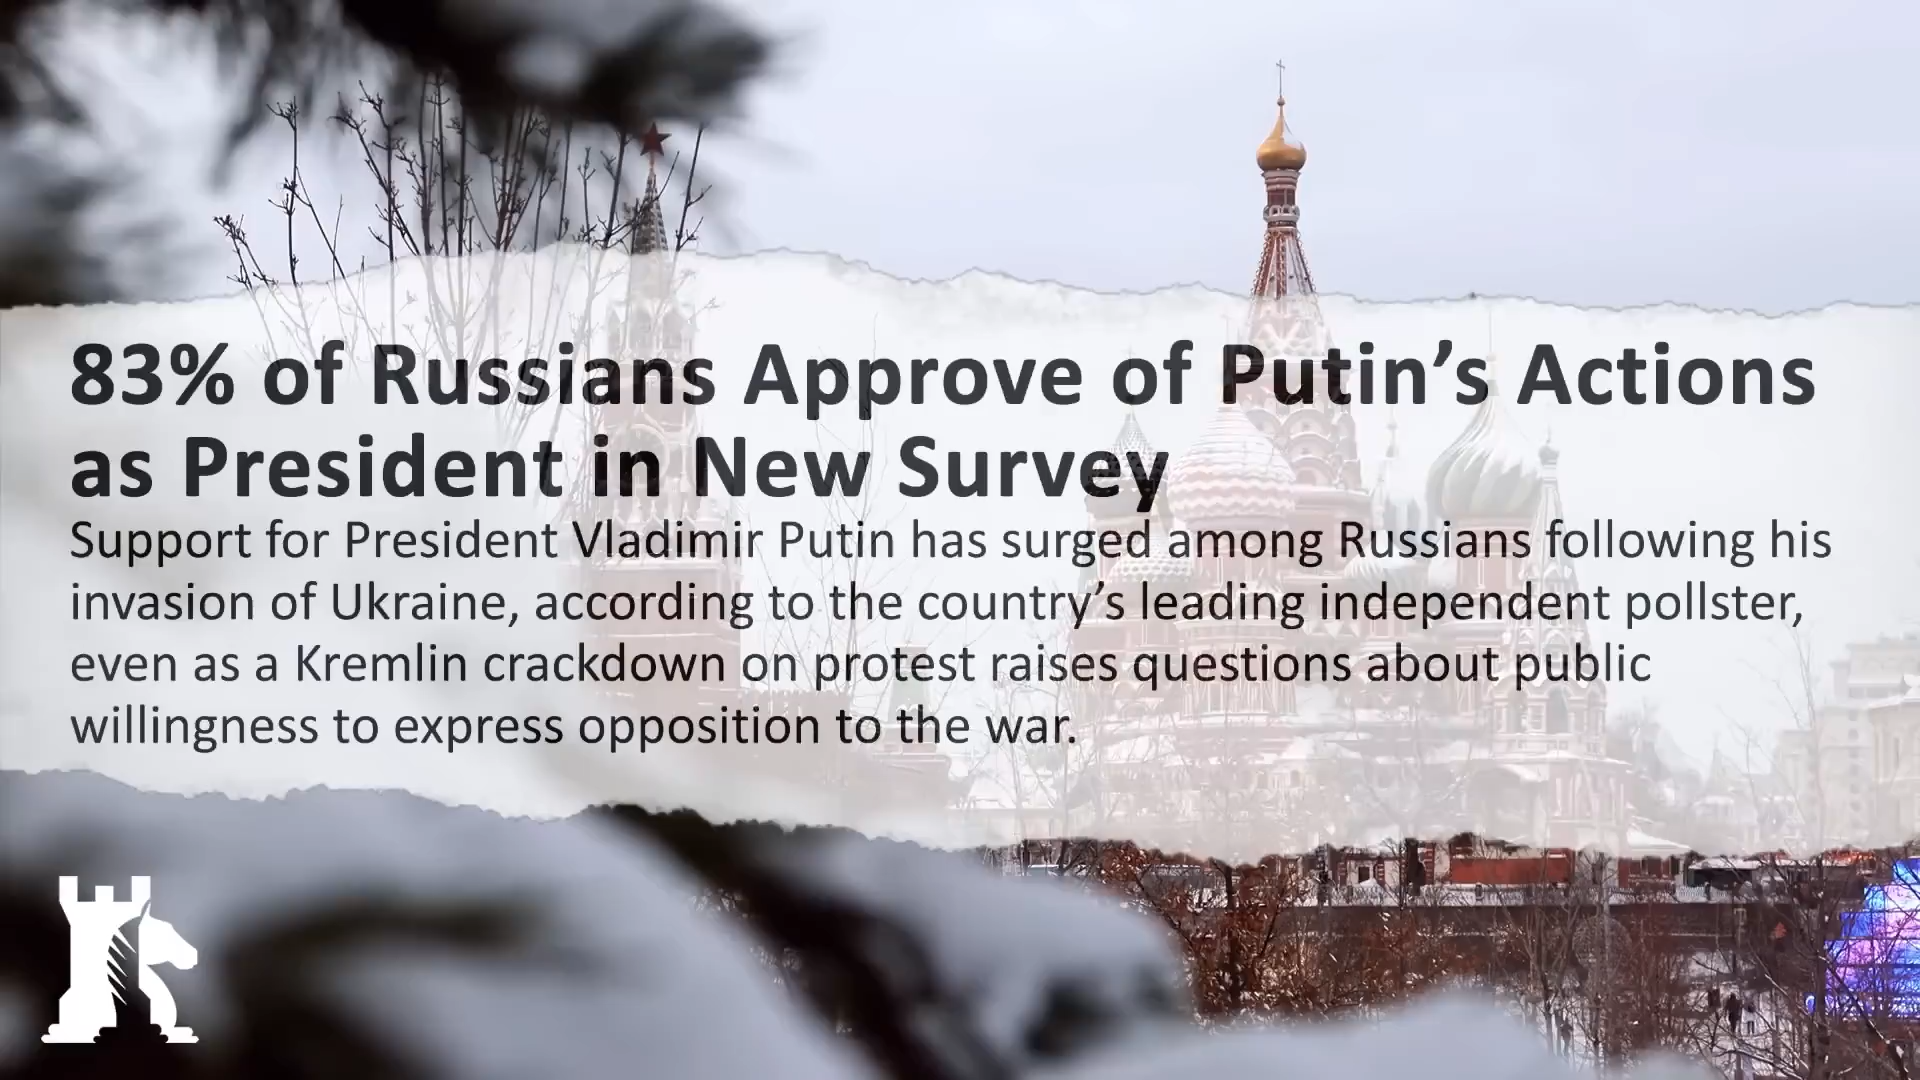 83% of Russians Approve of Putin’s Actions
as President in New Survey
Support for President Vladimir Putin has surged among Russians following his
invasion of Ukraine, according to the country’s leading independent pollster,
even as a Kremlin crackdown on protest raises questions about public
willingness to express opposition to the war.